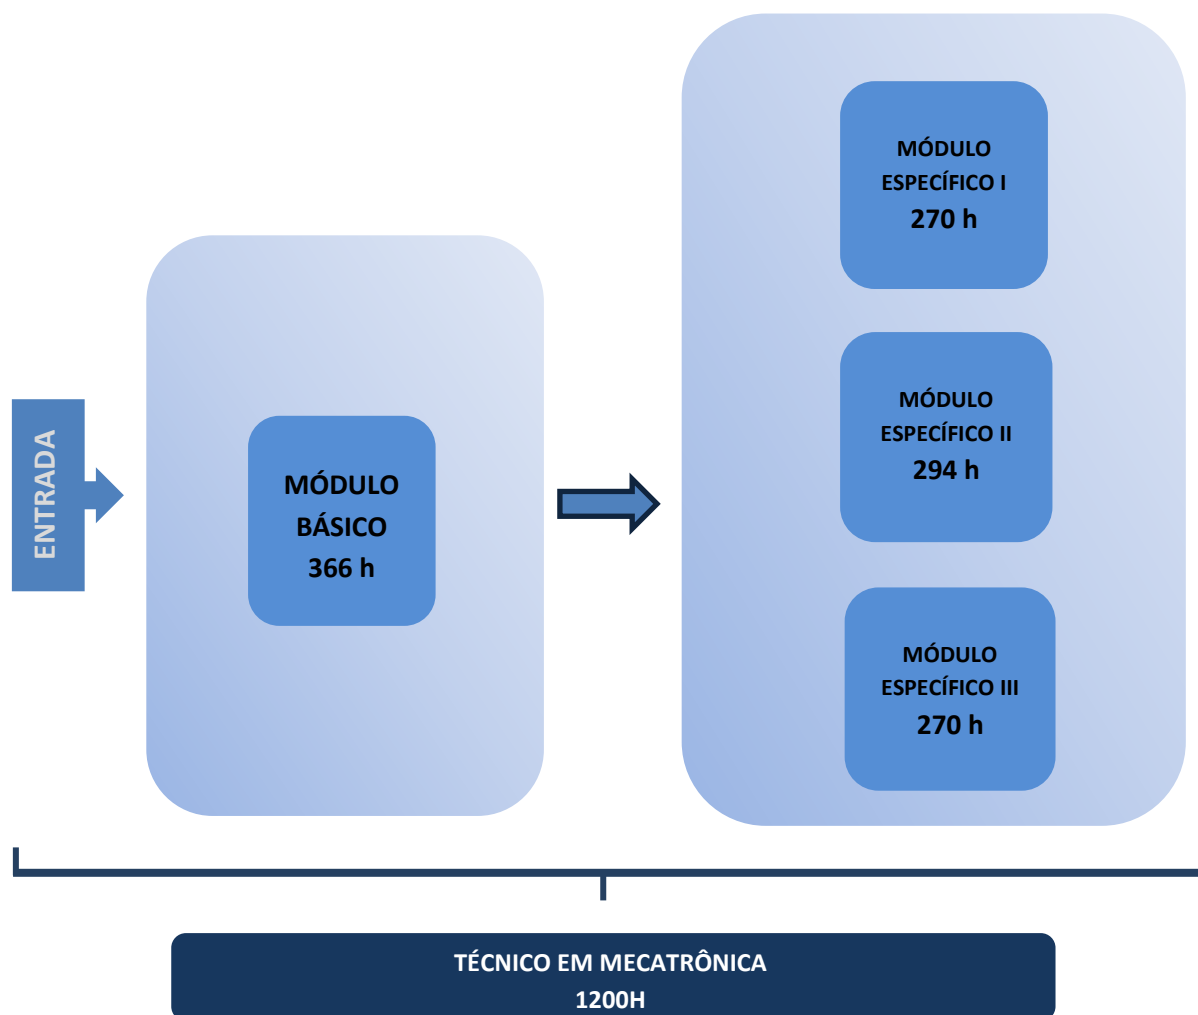 ENTRADA
MÓDULO
BÁSICO
366 h
MÓDULO
ESPECÍFICO I
270 h
MÓDULO
ESPECÍFICO II
294 h
MÓDULO
ESPECÍFICO III
270 h
TÉCNICO EM MECATRÔNICA
1200H